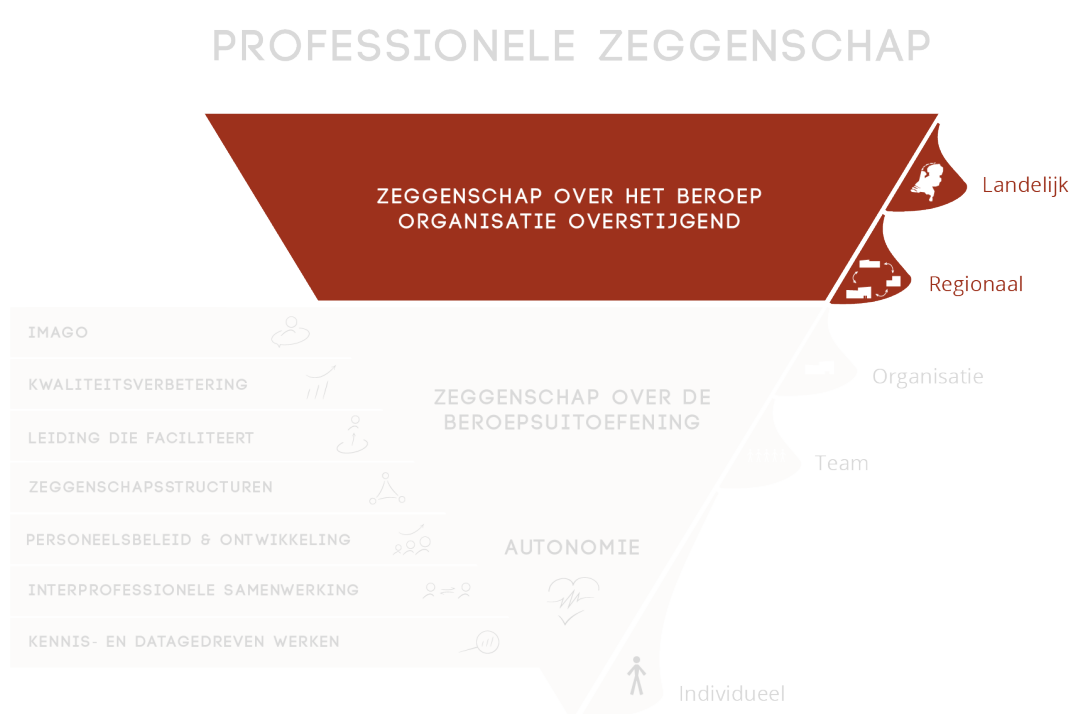 PROFESSIONELE ZEGGENSCHAP
ZEGGENSCHAP OVER HET BEROEP
ORGANISATIE OVERSTIJGEND
Landelijk
Regionaal
IMAGO
KWALITEITSVERBETERING
LEIDING DIE FACILITEERT
ZEGGENSCHAPSSTRUCTUREN
PERSONEELSBELEID & ONTWIKKELING
INTERPROFESSIONELE SAMENWERKING
KENNIS- EN DATAGEDREVEN WERKEN
ZEGGENSCHAP OVER DE
BEROEPSUITOEFENING
AUTONOMIE
Organisatie
Team
Individueel